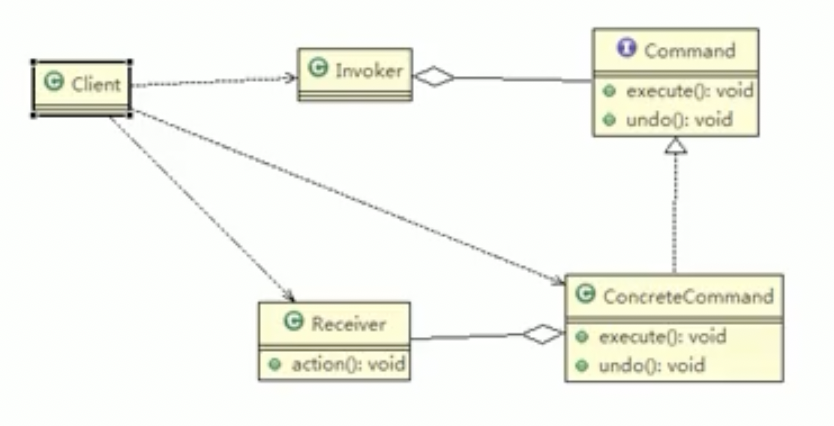 Client
Invoker
Command
execute(): void
undo(): void
Receiver
action(): void
ConcreteCommand
execute(): void
undo(): void